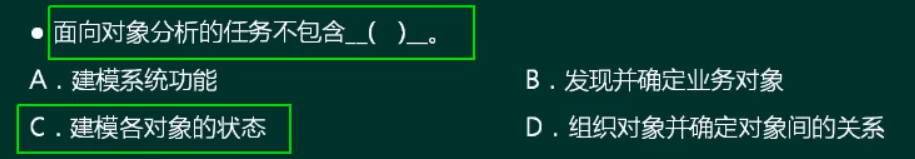 ●面向对象分析的任务不包含__( )__。
A．建模系统功能
B．发现并确定业务对象
C．建模各对象的状态
D．组织对象并确定对象间的关系